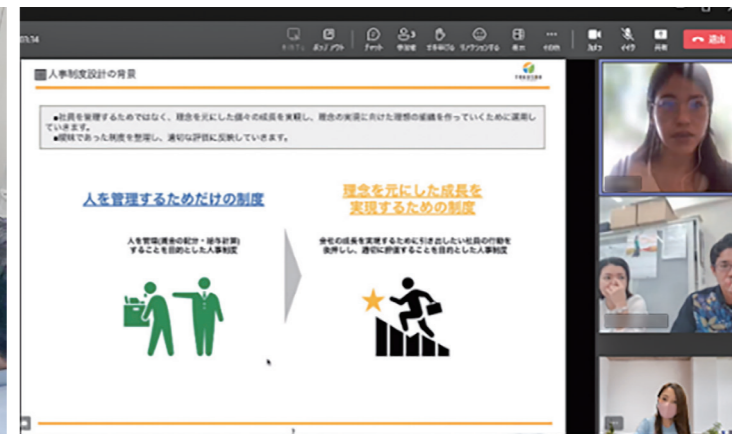 チャット
参加者
表示
その他
カメラ
マイク
共有
退出
人事制度設計の背景
■社員を管理するためではなく、理念を元にした個々の成長を実現し、理念の実現に向けた理想の組織を作っていくために運用し
ていきます。
■曖昧であった制度を整理し、適切な評価に反映していきます。
人を管理するためだけの制度
理念を元にした成長を
実現するための制度
人を管理(賃金の配分・給与計算)
することを目的とした人事制度
会社の成長を実現するために引き出したい社員の行動を
後押しし、適切に評価することを目的とした人事制度